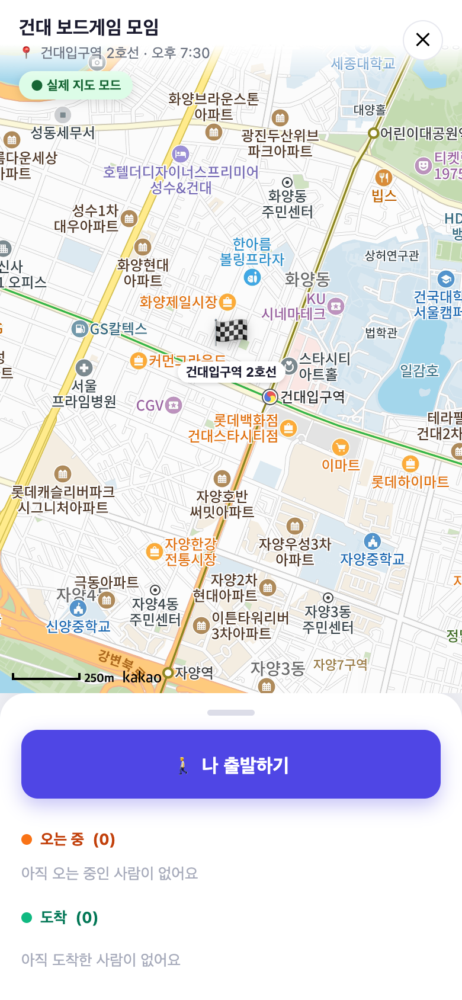 건대 보드게임 모임
건대입구역 2호선 · 오후 7:30
실제 지도 모드
세종대학교
화양브라운스톤
아파트
대양홀
성동세무서
광진두산위브
파크아파트
어린이대공원역
름다운세상
아파트
티켓
1975
호텔더디자이너스프리미어
성수&건대
빕스
화양동
주민센터
성수1차
대우아파트
HD
한아름
볼링프라자
상허연구관
화양현대
아파트
신사
1 오피스
화양동
건국대학
서울캠퍼
화양제일시장
KU
시네마테크
GS칼텍스
법학관
커먼그라운드
스타시티
아트홀
건대입구역 2호선
일감호
서울
프라임병원
건대입구역
CGV
롯데백화점
건대스타시티점
테라팰
건대2차
이마트
롯데하이마트
롯데캐슬리버파크
시그니처아파트
자양호반
써밋아파트
자양한강
전통시장
자양우성3차
아파트
자양중학교
극동아파트
자양4동
자양2차
현대아파트
자양4동
주민센터
자양3동
주민센터
신양중학교
이튼타워리버
3차아파트
강변북로
자양3동
자양7구역
250m
kakao
자양역
나 출발하기
오는 중 (0)
아직 오는 중인 사람이 없어요
도착 (0)
아직 도착한 사람이 없어요